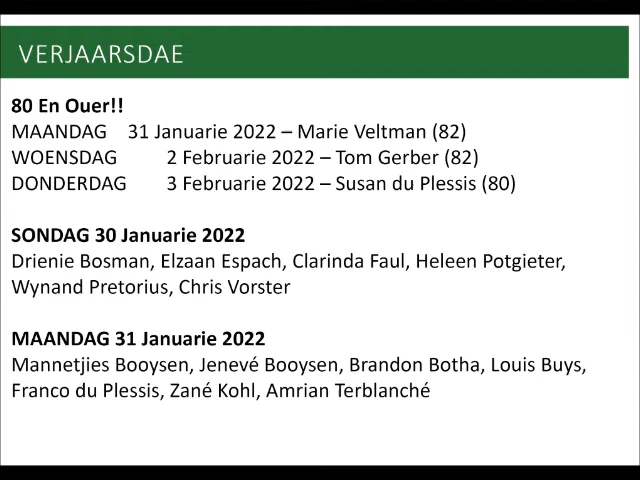 VERJAARSDAE
80 En Ouer!!
MAANDAG 31 Januarie 2022 – Marie Veltman (82)
WOENSDAG 2 Februarie 2022 – Tom Gerber (82)
DONDERDAG 3 Februarie 2022 – Susan du Plessis (80)
SONDAG 30 Januarie 2022
Drienie Bosman, Elzaan Espach, Clarinda Faul, Heleen Potgieter,
Wynand Pretorius, Chris Vorster
MAANDAG 31 Januarie 2022
Mannetjies Booysen, Jenevé Booysen, Brandon Botha, Louis Buys,
Franco du Plessis, Zané Kohl, Amrian Terblanché